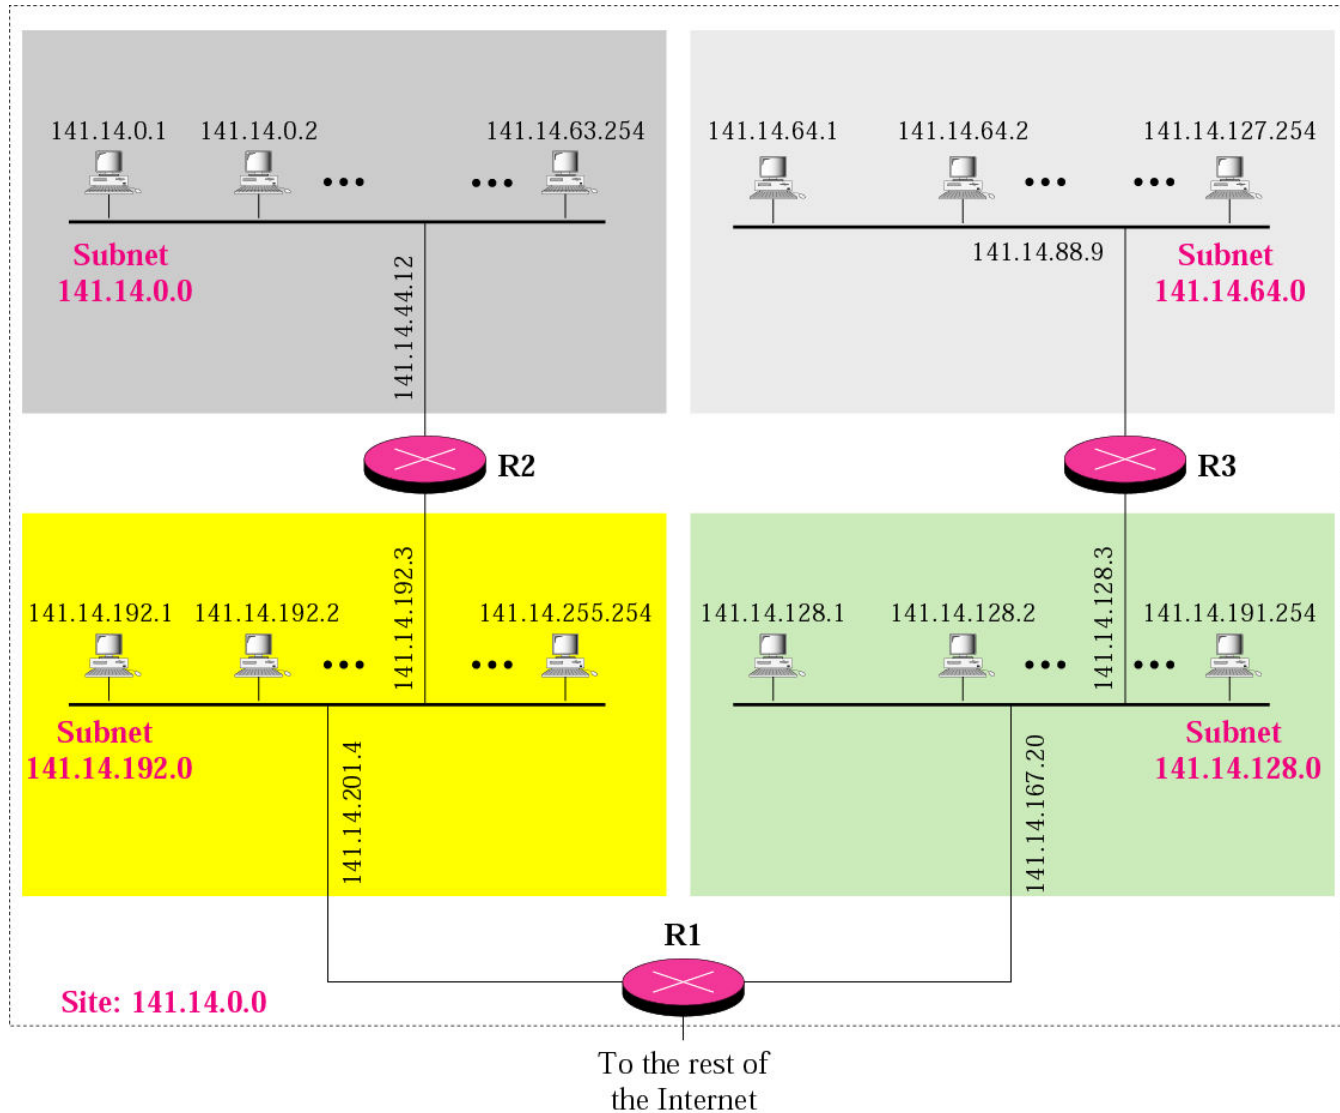 141.14.0.1
141.14.0.2
141.14.63.254
Subnet
141.14.0.0
141.14.44.12
141.14.64.1
141.14.64.2
141.14.127.254
141.14.88.9
Subnet
141.14.64.0
R2
R3
141.14.192.1
141.14.192.2
141.14.192.3
141.14.255.254
Subnet
141.14.192.0
141.14.201.4
141.14.128.1
141.14.128.2
141.14.128.3
141.14.191.254
Subnet
141.14.128.0
141.14.167.20
R1
Site: 141.14.0.0
To the rest of
the Internet